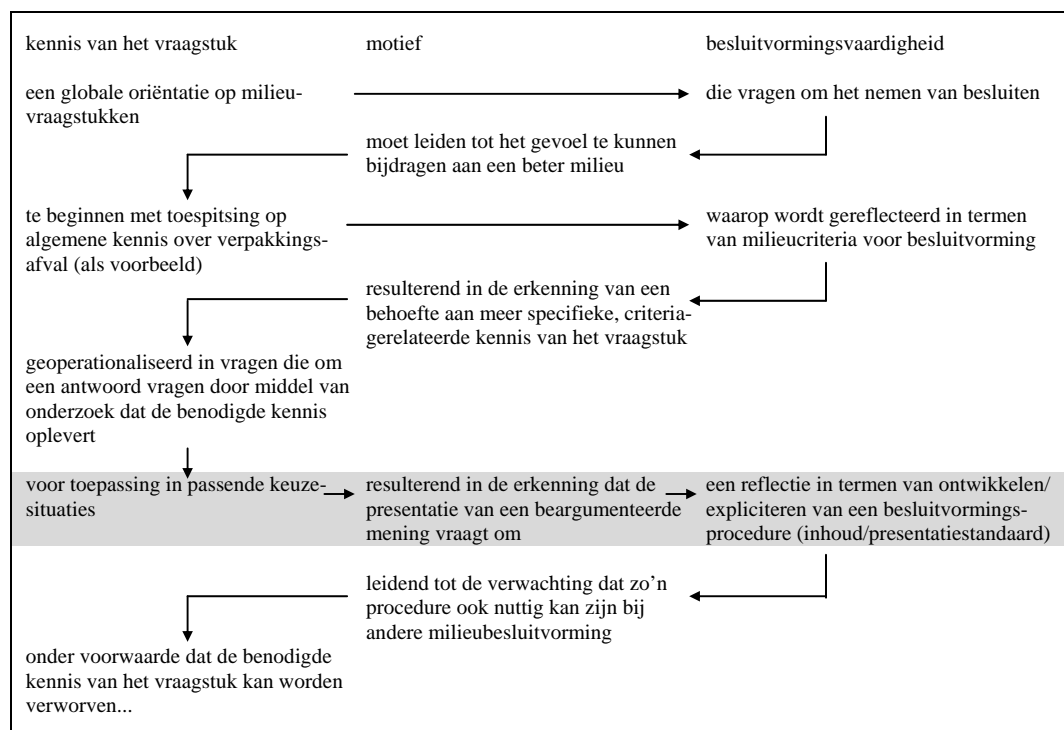 kennis van het vraagstuk
motief
besluitvormingsvaardigheid
een globale oriëntatie op milieu-
vraagstukken
die vragen om het nemen van besluiten
moet leiden tot het gevoel te kunnen
bijdragen aan een beter milieu
te beginnen met toespitsing op
algemene kennis over verpakkings-
afval (als voorbeeld)
waarop wordt gereflecteerd in termen
van milieucriteria voor besluitvorming
resulterend in de erkenning van een
behoefte aan meer specifieke, criteria-
gerelateerde kennis van het vraagstuk
geoperationaliseerd in vragen die om
een antwoord vragen door middel van
onderzoek dat de benodigde kennis
oplevert
voor toepassing in passende keuze-
situaties
resulterend in de erkenning dat de
presentatie van een beargumenteerde
mening vraagt om
een reflectie in termen van ontwikkelen/
expliciteren van een besluitvormings-
procedure (inhoud/presentatiestandaard)
leidend tot de verwachting dat zo’n
procedure ook nuttig kan zijn bij
andere milieubesluitvorming
onder voorwaarde dat de benodigde
kennis van het vraagstuk kan worden
verworven...